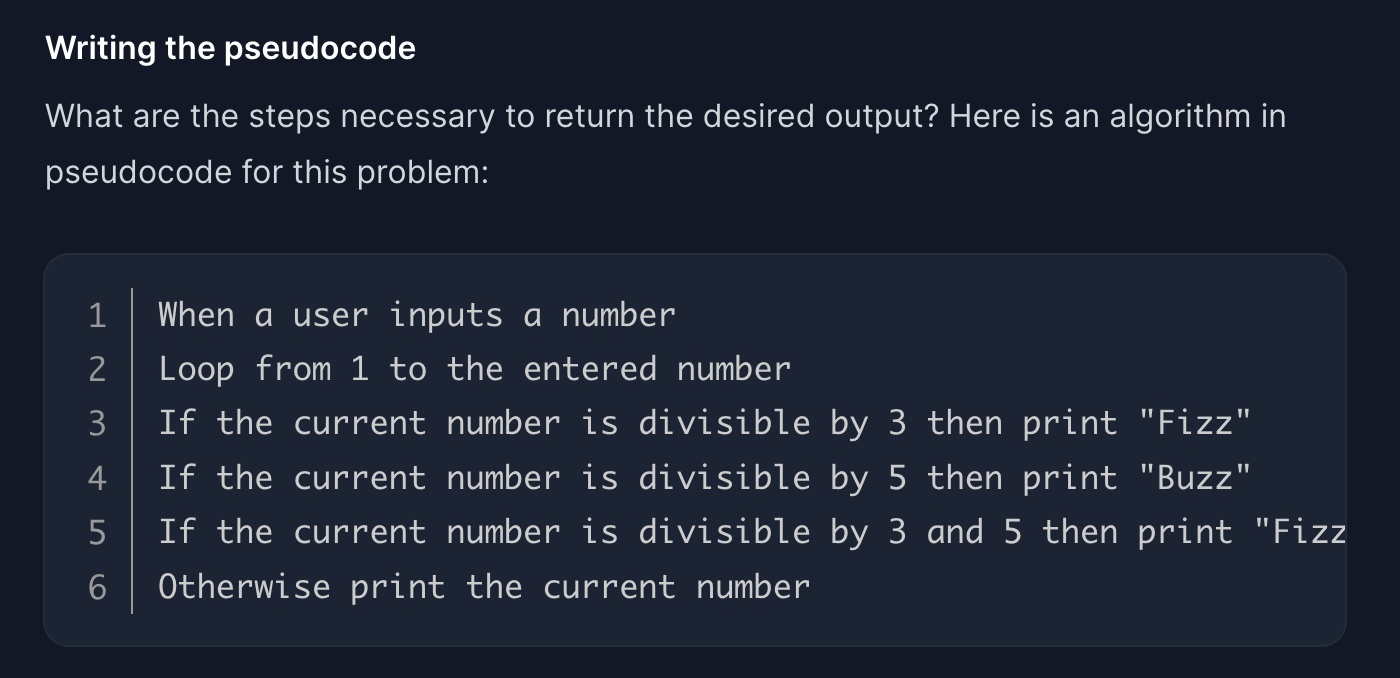 Writing the pseudocode
What are the steps necessary to return the desired output? Here is an algorithm in
pseudocode for this problem:
1 When a user inputs a number
2 Loop from 1 to the entered number
3 If the current number is divisible by 3 then print "Fizz"
4 If the current number is divisible by 5 then print "Buzz"
5 If the current number is divisible by 3 and 5 then print "Fizz
6 Otherwise print the current number